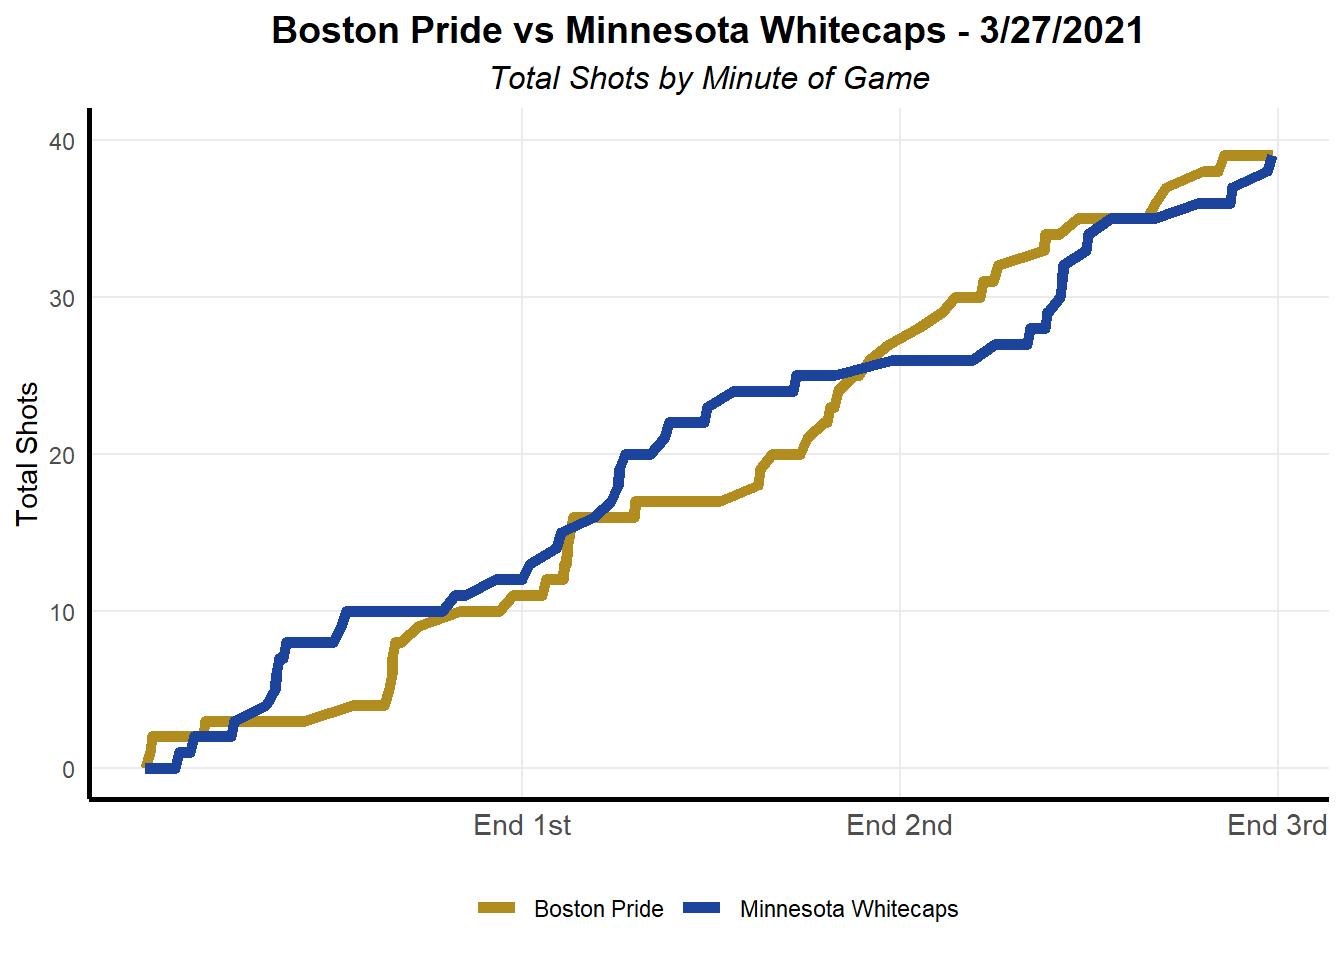 Boston Pride vs Minnesota Whitecaps - 3/27/2021
Total Shots by Minute of Game
Total Shots
40
30
20
10
0
End 1st
End 2nd
End 3rd
Boston Pride
Minnesota Whitecaps